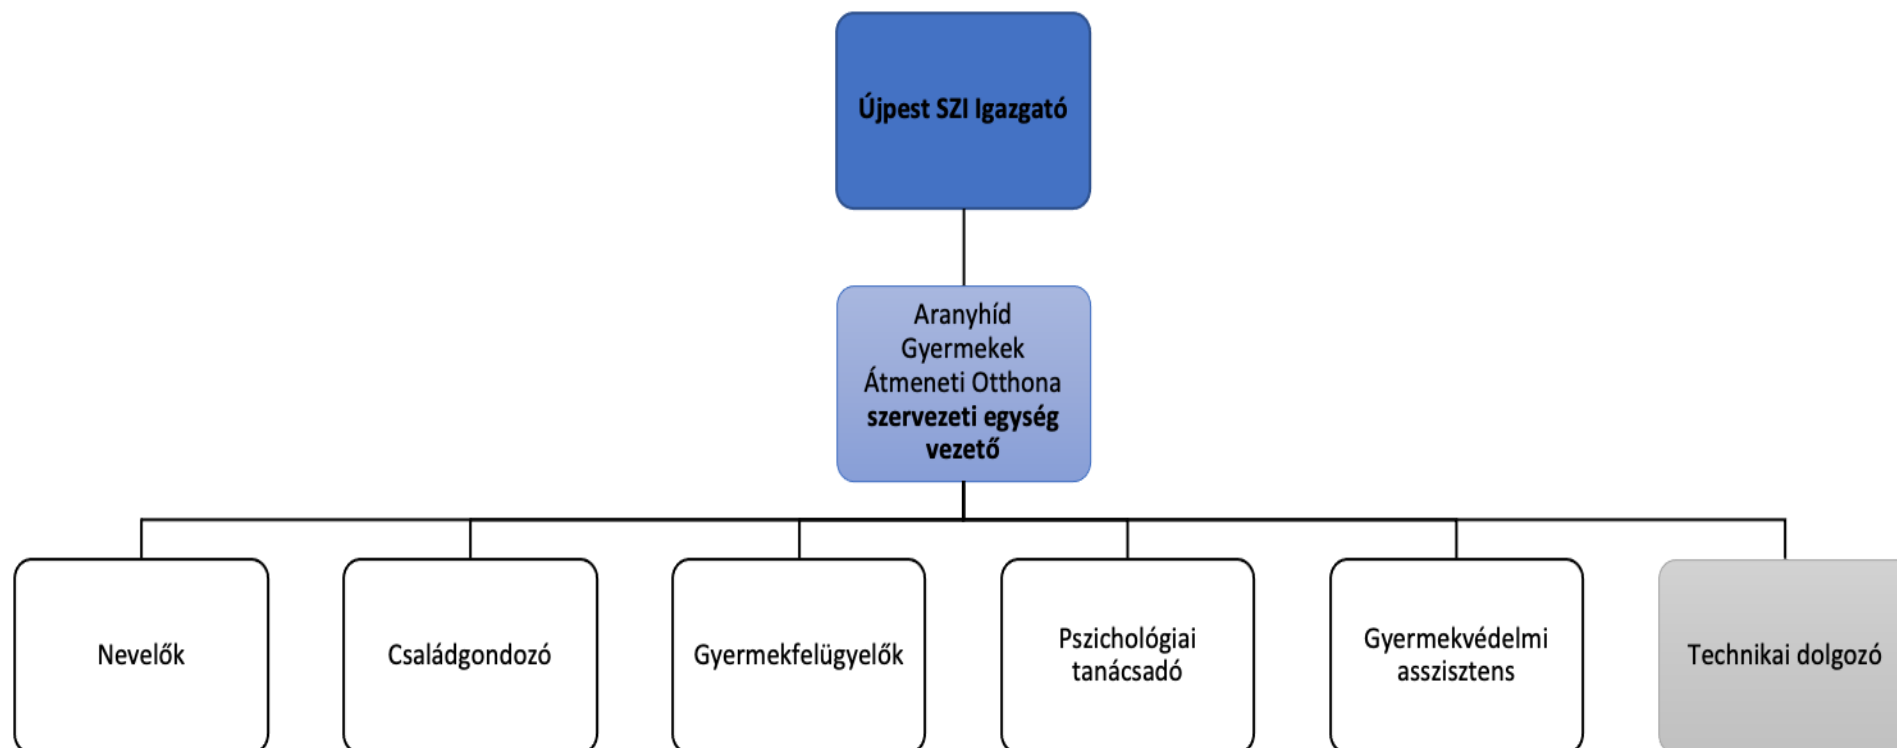 Újpest SZI Igazgató
Aranyhíd
Gyermekek
Átmeneti Otthona
szervezeti egység
vezető
Nevelők
Családgondozó
Gyermekfelügyelők
Pszichológiai
tanácsadó
Gyermekvédelmi
asszisztens
Technikai dolgozó